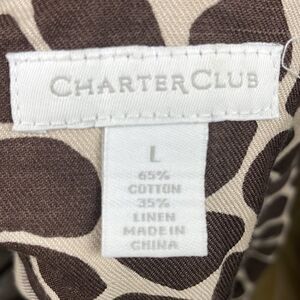 CHARTER CLUB
L
65%
COTTON
35%
LINEN
MADE IN
CHINA